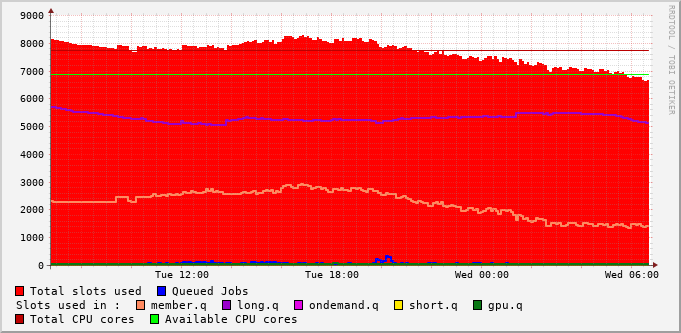 9000
8000
7000
6000
5000
4000
3000
2000
1000
0
Tue 12:00 Tue 18:00 Wed 00:00 Wed 06:00
RRDTOOL / TOBI OETIKER
Total slots used Queued Jobs
Slots used in : member.q long.q ondemand.q short.q gpu.q
Total CPU cores Available CPU cores